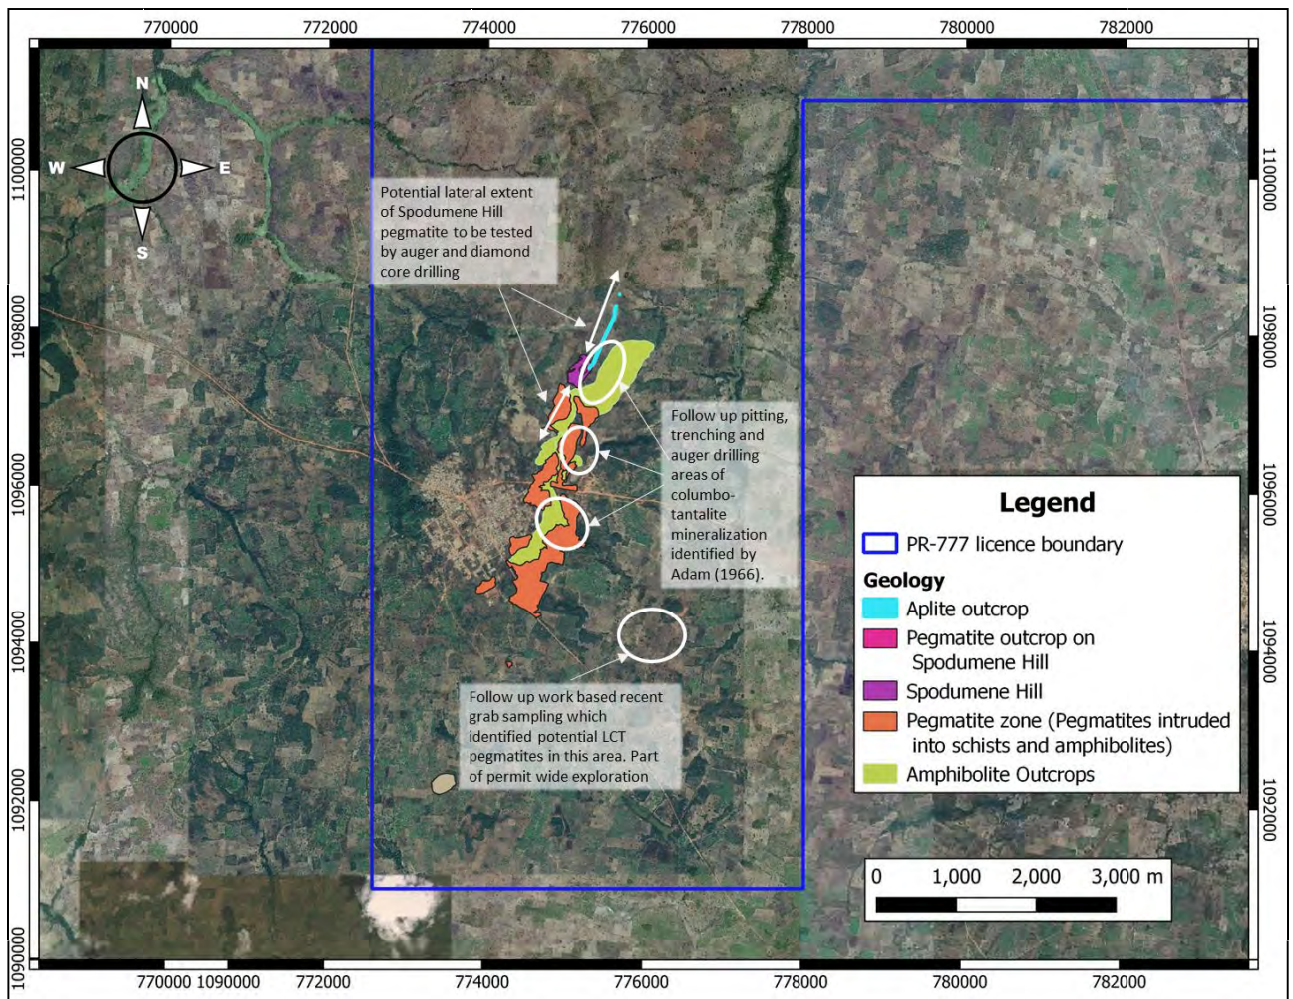 770000 772000 774000 776000 778000 780000 782000
N
W E
S
1100000
1098000
1096000
1094000
1092000
1090000
Potential lateral extent
of Spodumene Hill
pegmatite to be tested
by auger and diamond
core drilling
Follow up pitting,
trenching and
auger drilling
areas of
columbo-
tantalite
mineralization
identified by
Adam (1966).
Follow up work based recent
grab sampling which
identified potential LCT
pegmatites in this area. Part
of permit wide exploration
1100000
1098000
1096000
1094000
1092000
Legend
PR-777 licence boundary
Geology
Aplite outcrop
Pegmatite outcrop on
Spodumene Hill
Spodumene Hill
Pegmatite zone (Pegmatites intruded
into schists and amphibolites)
Amphibolite Outcrops
0 1,000 2,000 3,000 m
770000 1090000 772000 774000 776000 778000 780000 782000